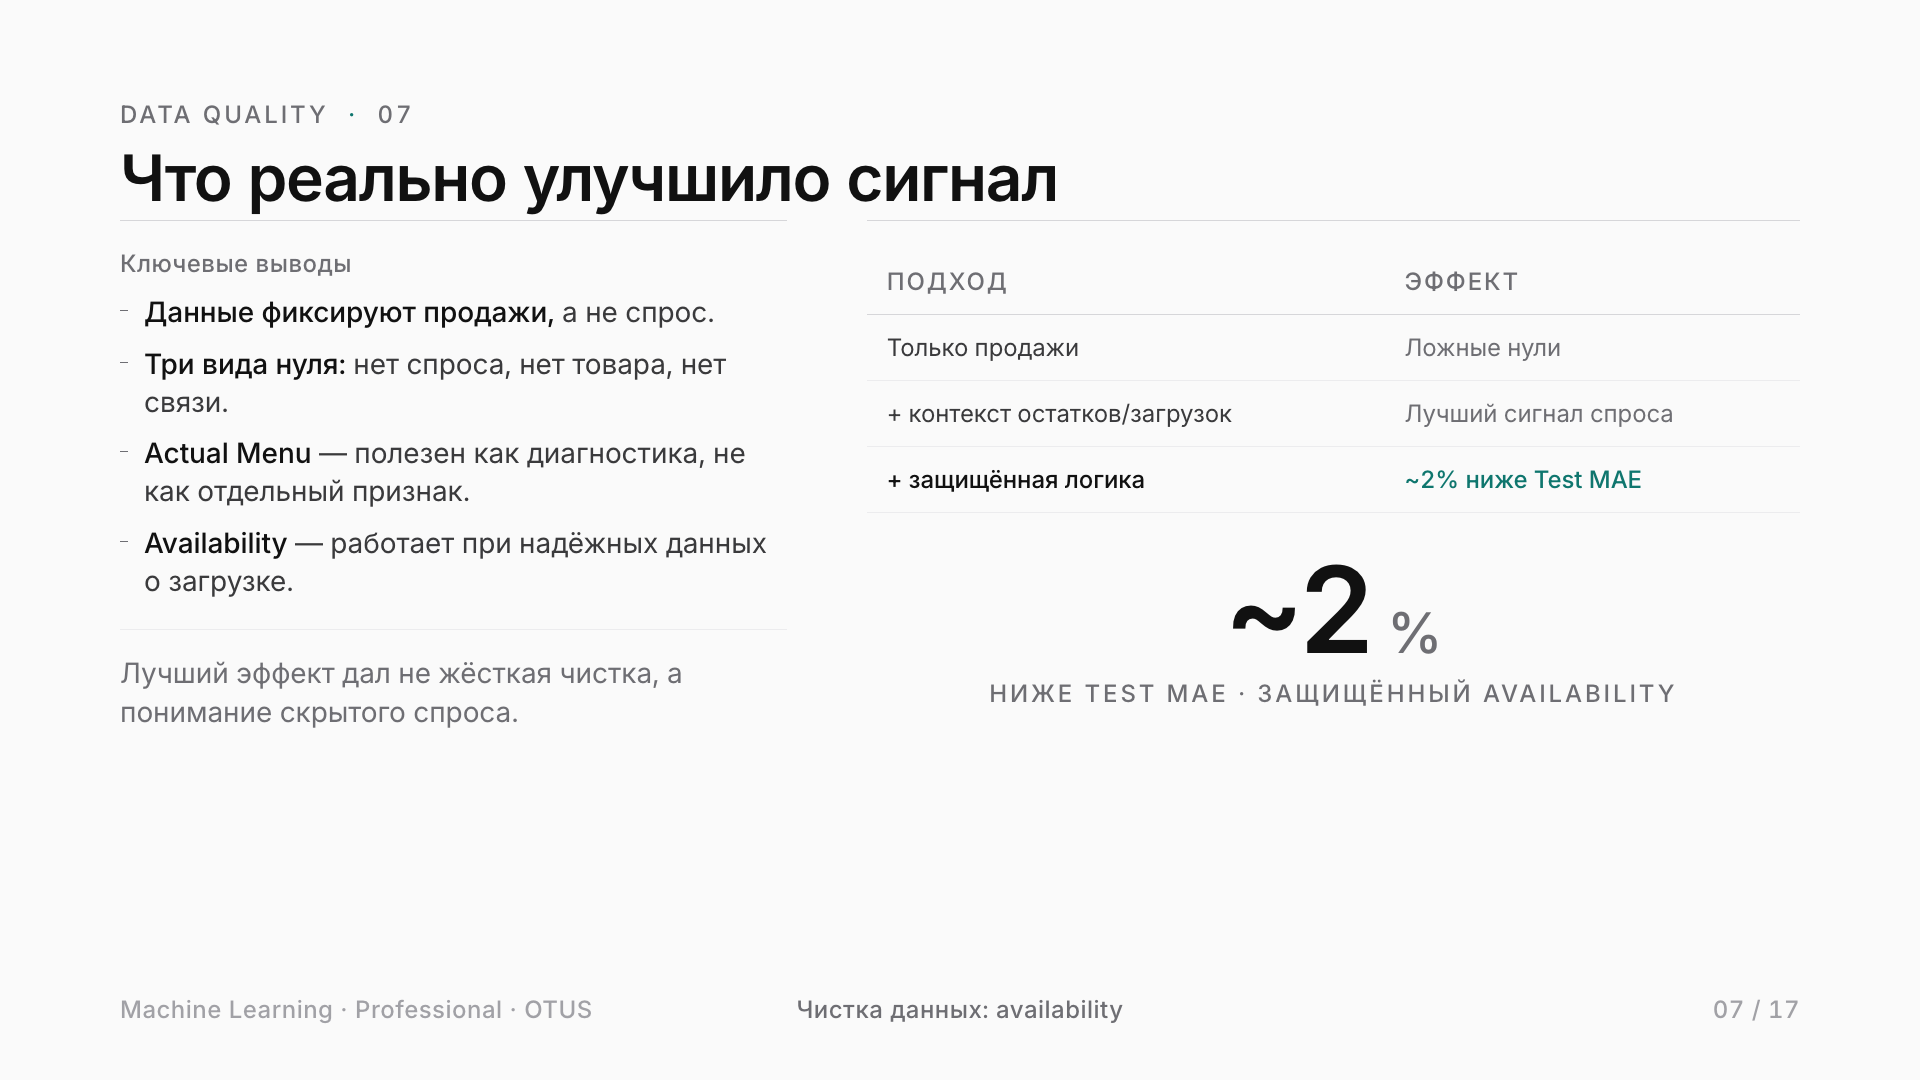 DATA QUALITY · 07
Что реально улучшило сигнал
Ключевые выводы
– Данные фиксируют продажи, а не спрос.
– Три вида нуля: нет спроса, нет товара, нет
связи.
– Actual Menu — полезен как диагностика, не
как отдельный признак.
– Availability — работает при надёжных данных
о загрузке.
Лучший эффект дал не жёсткая чистка, а
понимание скрытого спроса.
ПОДХОД ЭФФЕКТ
Только продажи Ложные нули
+ контекст остатков/загрузок Лучший сигнал спроса
+ защищённая логика ~2% ниже Test MAE
~2 %
НИЖЕ TEST MAE · ЗАЩИЩЁННЫЙ AVAILABILITY
Machine Learning · Professional · OTUS
Чистка данных: availability
07 / 17